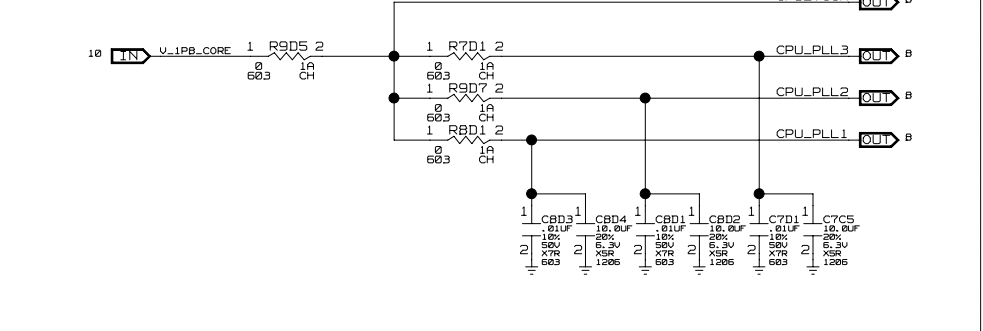 OUT
10 IN V_1P8_CORE 1 R9D5 2 1 R7D1 2 CPU_PLL3 OUT 8
0 1A 0 1A
603 CH 603 CH
1 R9D7 2 CPU_PLL2 OUT 8
0 1A
603 CH
1 R8D1 2 CPU_PLL1 OUT 8
0 1A
603 CH
1 C8D3 1 C8D4 1 C8D1 1 C8D2 1 C7D1 1 C7C5
.01UF 10.0UF .01UF 10.0UF .01UF 10.0UF
10% 20% 10% 20% 10% 20%
2 50V 2 6.3V 2 50V 2 6.3V 2 50V 2 6.3V
X7R X5R X7R X5R X7R X5R
603 1206 603 1206 603 1206